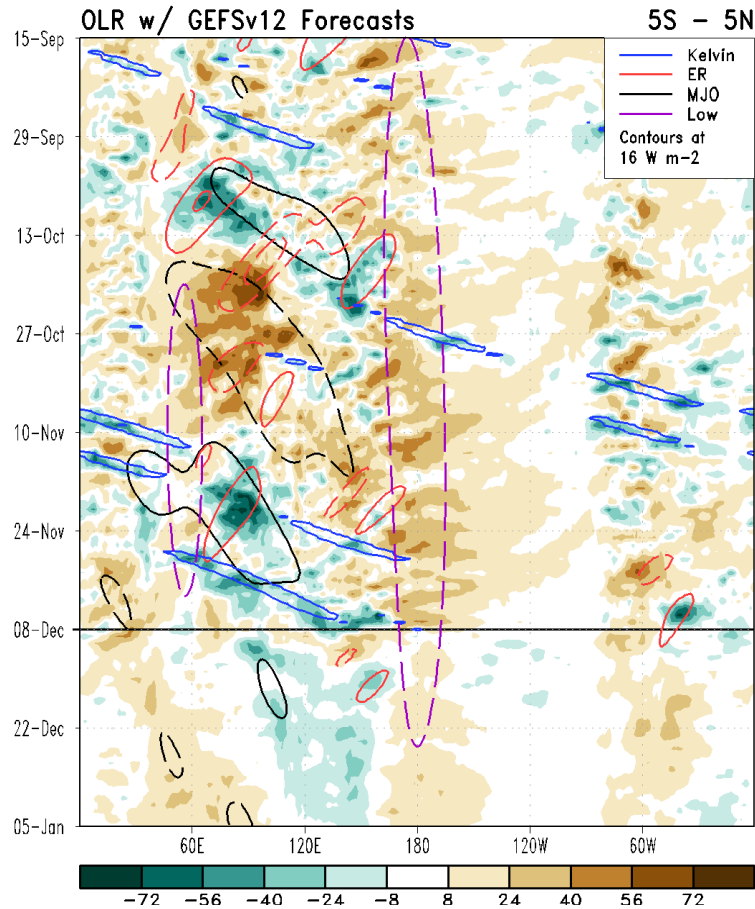 OLR w/ GEFSv12 Forecasts 5S - 5N
15-Sep
29-Sep
13-Oct
27-Oct
10-Nov
24-Nov
08-Dec
22-Dec
05-Jan
Kelvin
ER
MJO
Low
Contours at
16 W m-2
60E 120E 180 120W 60W
-72 -56 -40 -24 -8 8 24 40 56 72